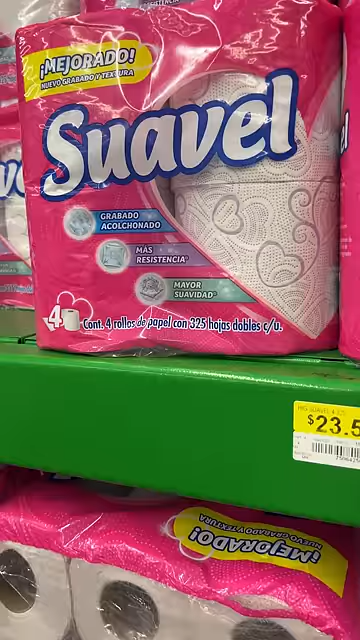 ¡MEJORADO!
NUEVO GRABADO Y TEXTURA
Suavel
GRABADO
ACOLCHONADO
MÁS
RESISTENCIA*
MAYOR
SUAVIDAD*
4
Cont. 4 rollos de papel con 325 hojas dobles c/u.
$23.5
¡MEJORADO!
NUEVO GRABADO Y TEXTURA